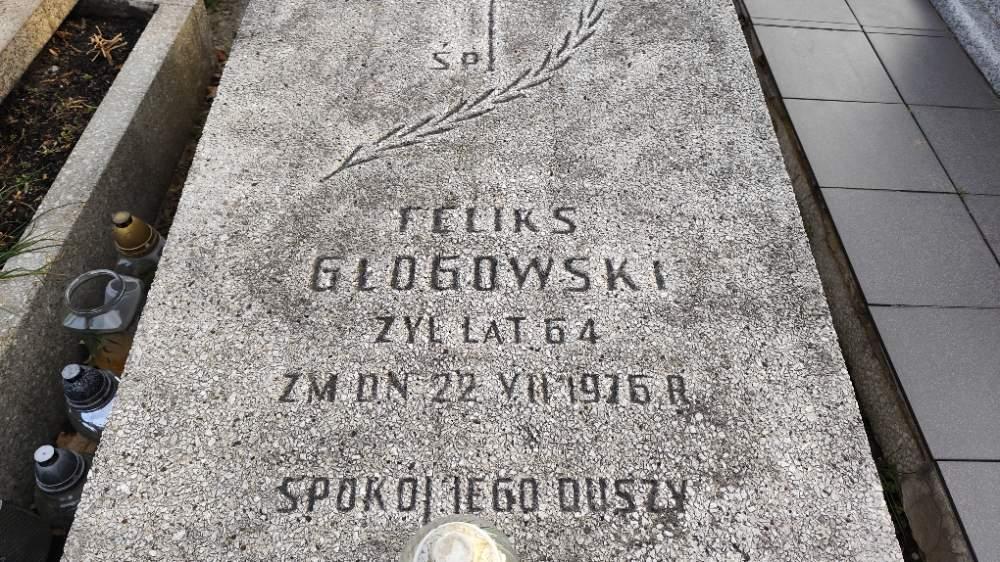 ŚP
FELIKS
GŁOGOWSKI
ŻYŁ LAT 64
ZM DN 22 VII 1976 R
SPOKÓJ JEGO DUSZY